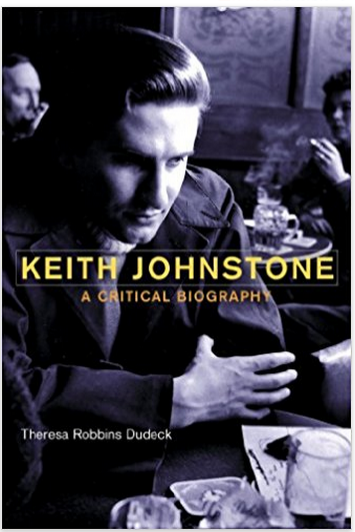 KEITH JOHNSTONE
A CRITICAL BIOGRAPHY
Theresa Robbins Dudeck